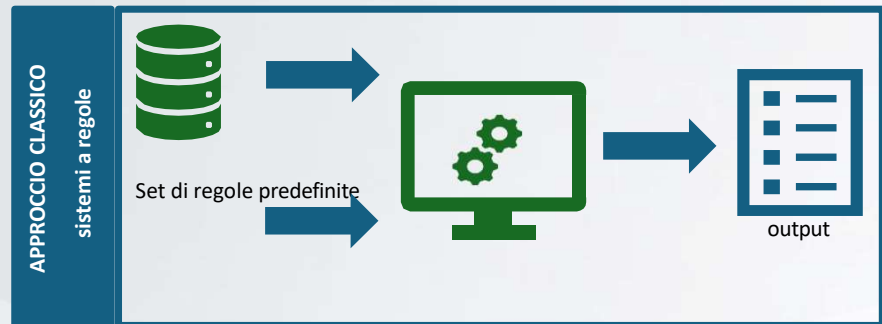 APPROCCIO CLASSICO
sistemi a regole
Set di regole predefinite
output